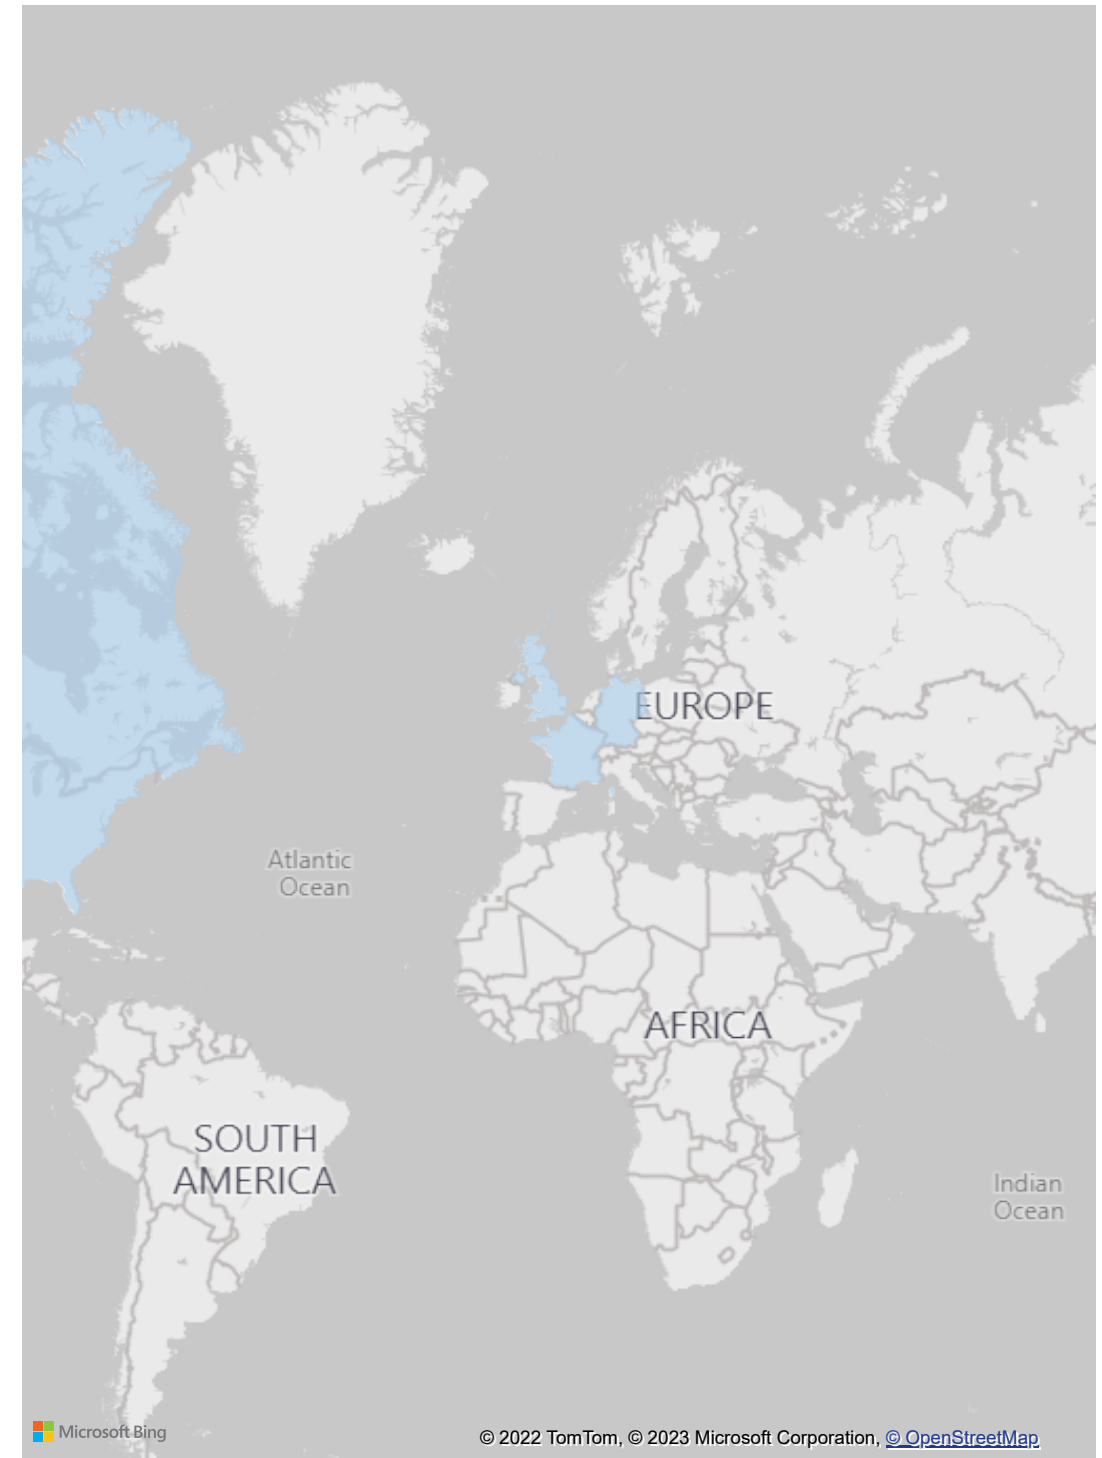 EUROPE
Atlantic
Ocean
AFRICA
SOUTH
AMERICA
Indian
Ocean
Microsoft Bing
© 2022 TomTom, © 2023 Microsoft Corporation, © OpenStreetMap